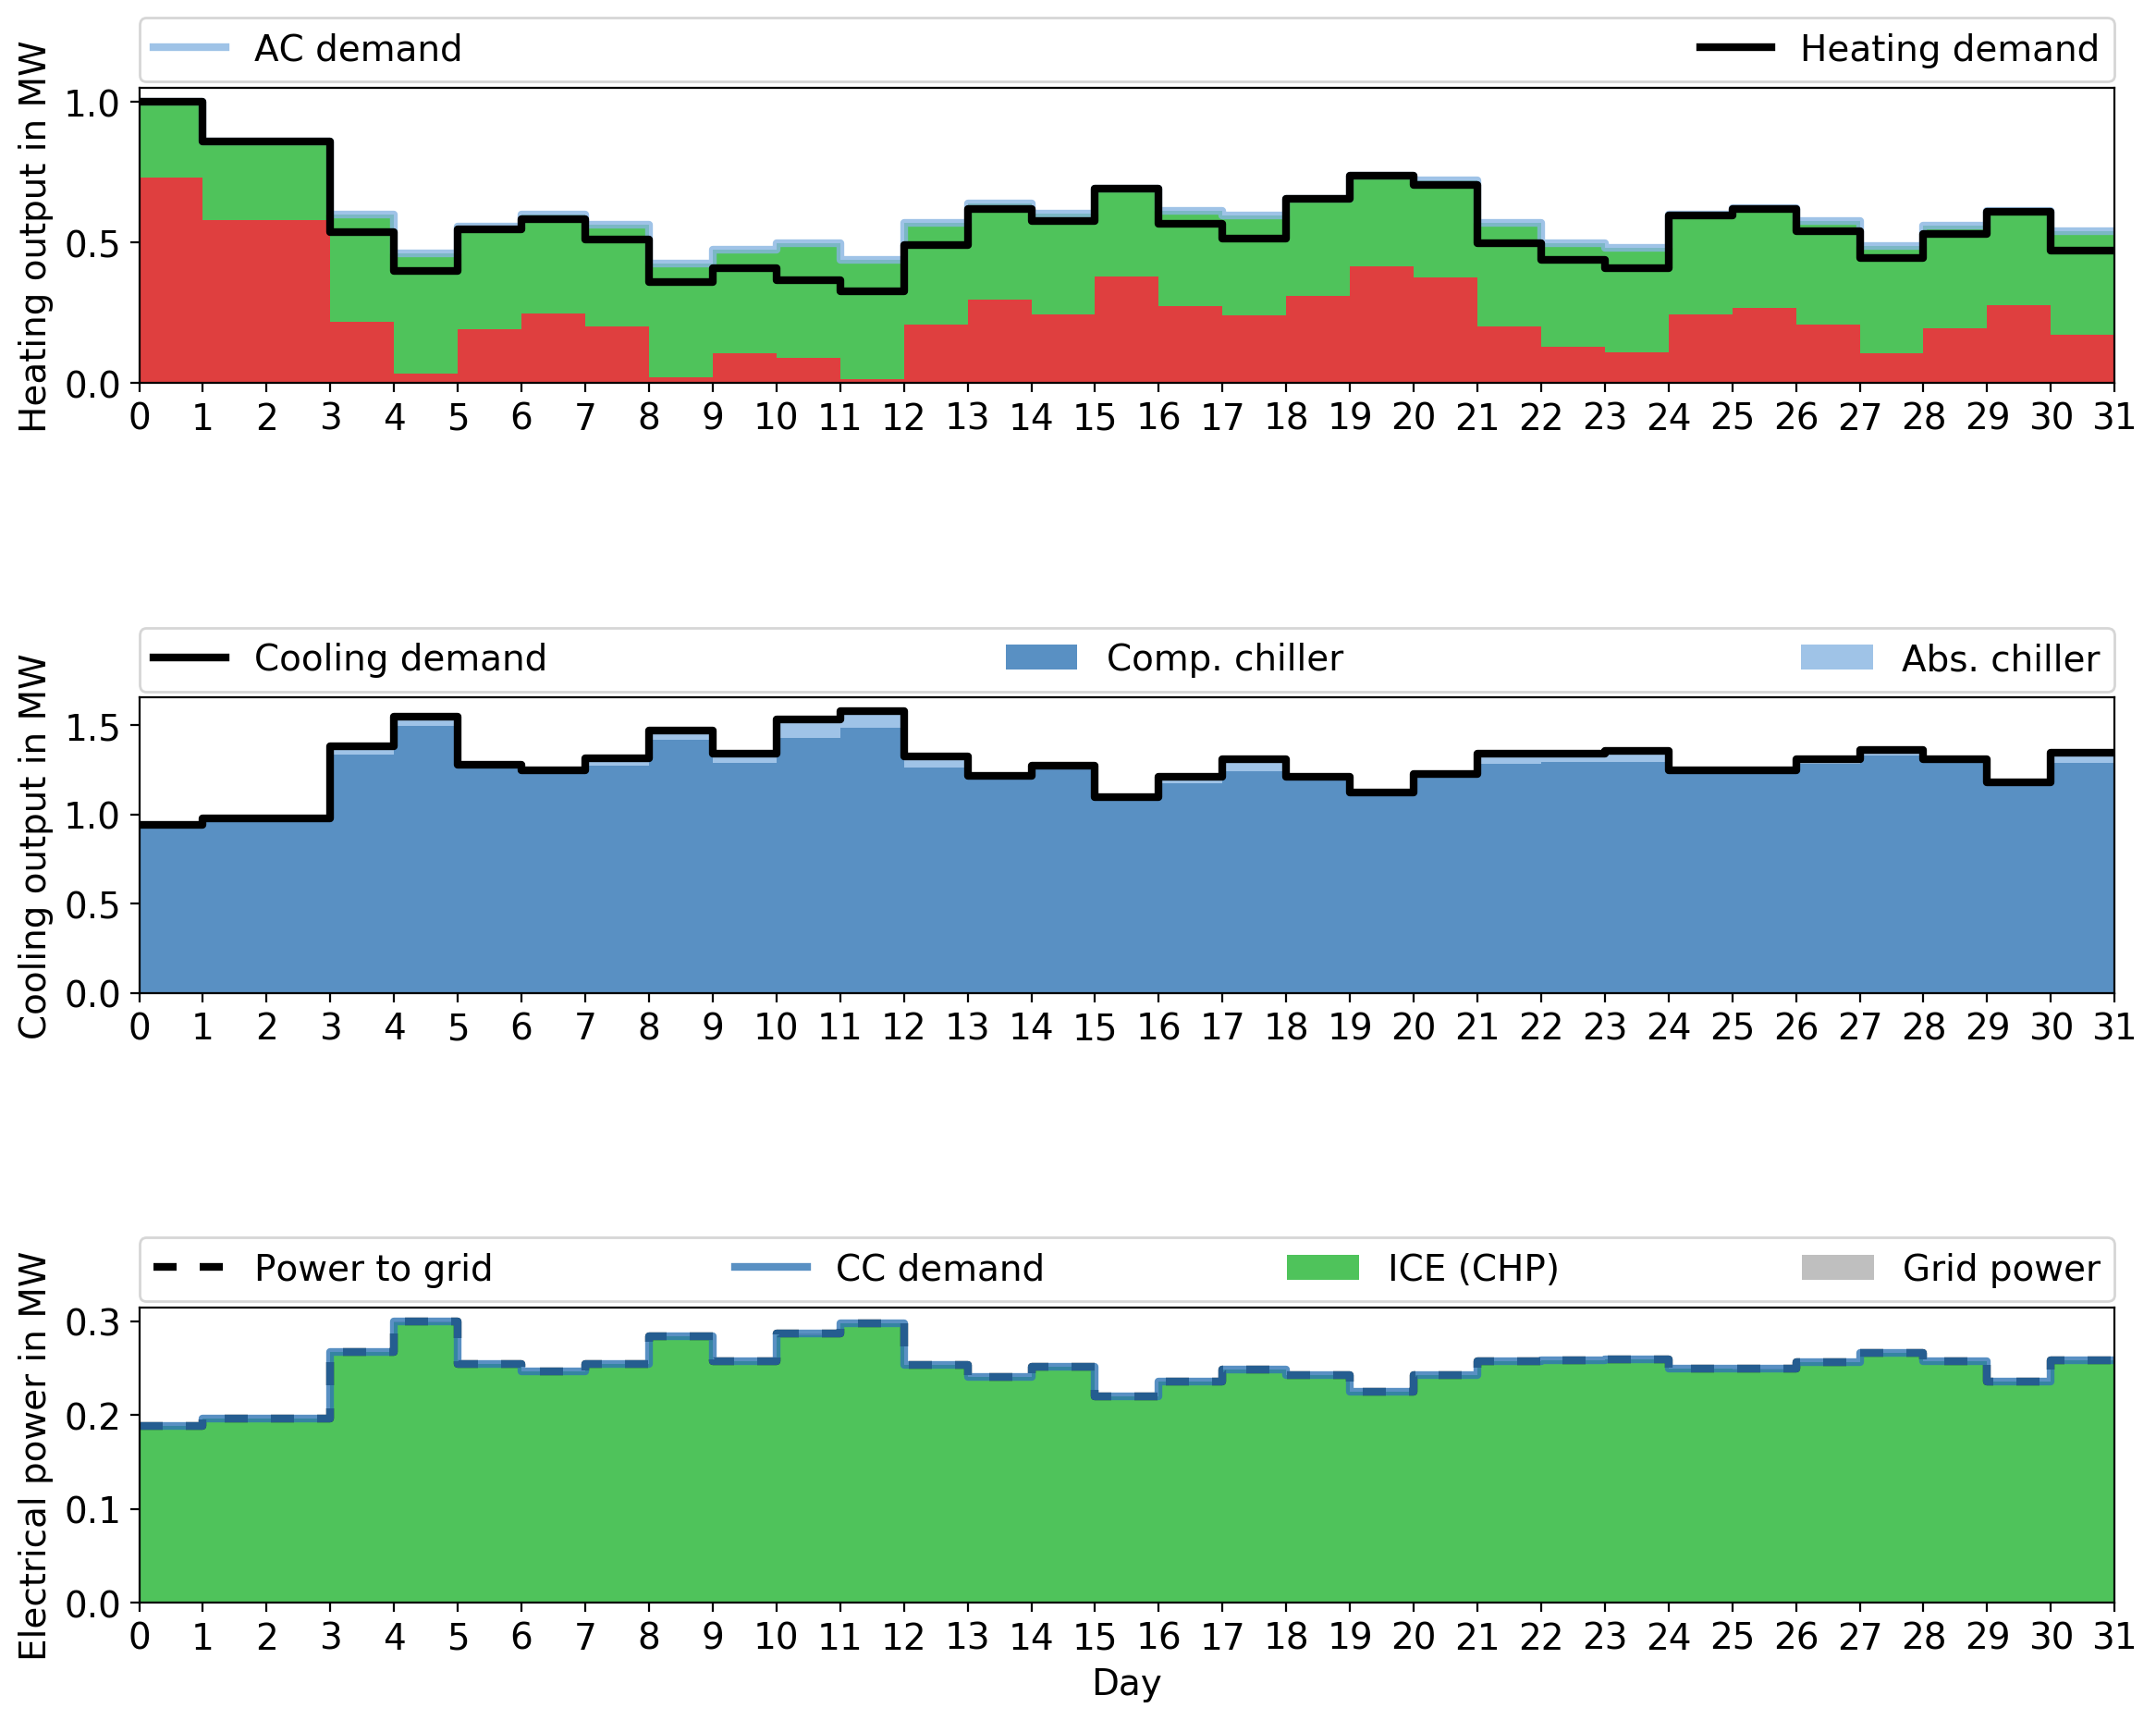 AC demand Heating demand
Heating output in MW
1.0
0.5
0.0
0 1 2 3 4 5 6 7 8 9 10 11 12 13 14 15 16 17 18 19 20 21 22 23 24 25 26 27 28 29 30 31
Cooling demand Comp. chiller Abs. chiller
Cooling output in MW
1.5
1.0
0.5
0.0
0 1 2 3 4 5 6 7 8 9 10 11 12 13 14 15 16 17 18 19 20 21 22 23 24 25 26 27 28 29 30 31
Power to grid CC demand ICE (CHP) Grid power
Electrical power in MW
0.3
0.2
0.1
0.0
0 1 2 3 4 5 6 7 8 9 10 11 12 13 14 15 16 17 18 19 20 21 22 23 24 25 26 27 28 29 30 31
Day